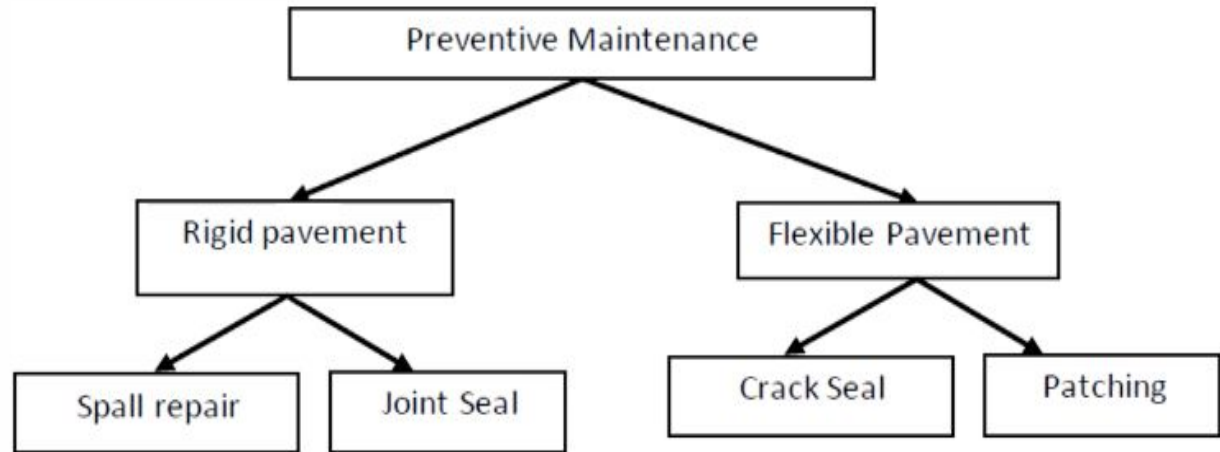 Preventive Maintenance
Rigid pavement
Flexible Pavement
Spall repair
Joint Seal
Crack Seal
Patching